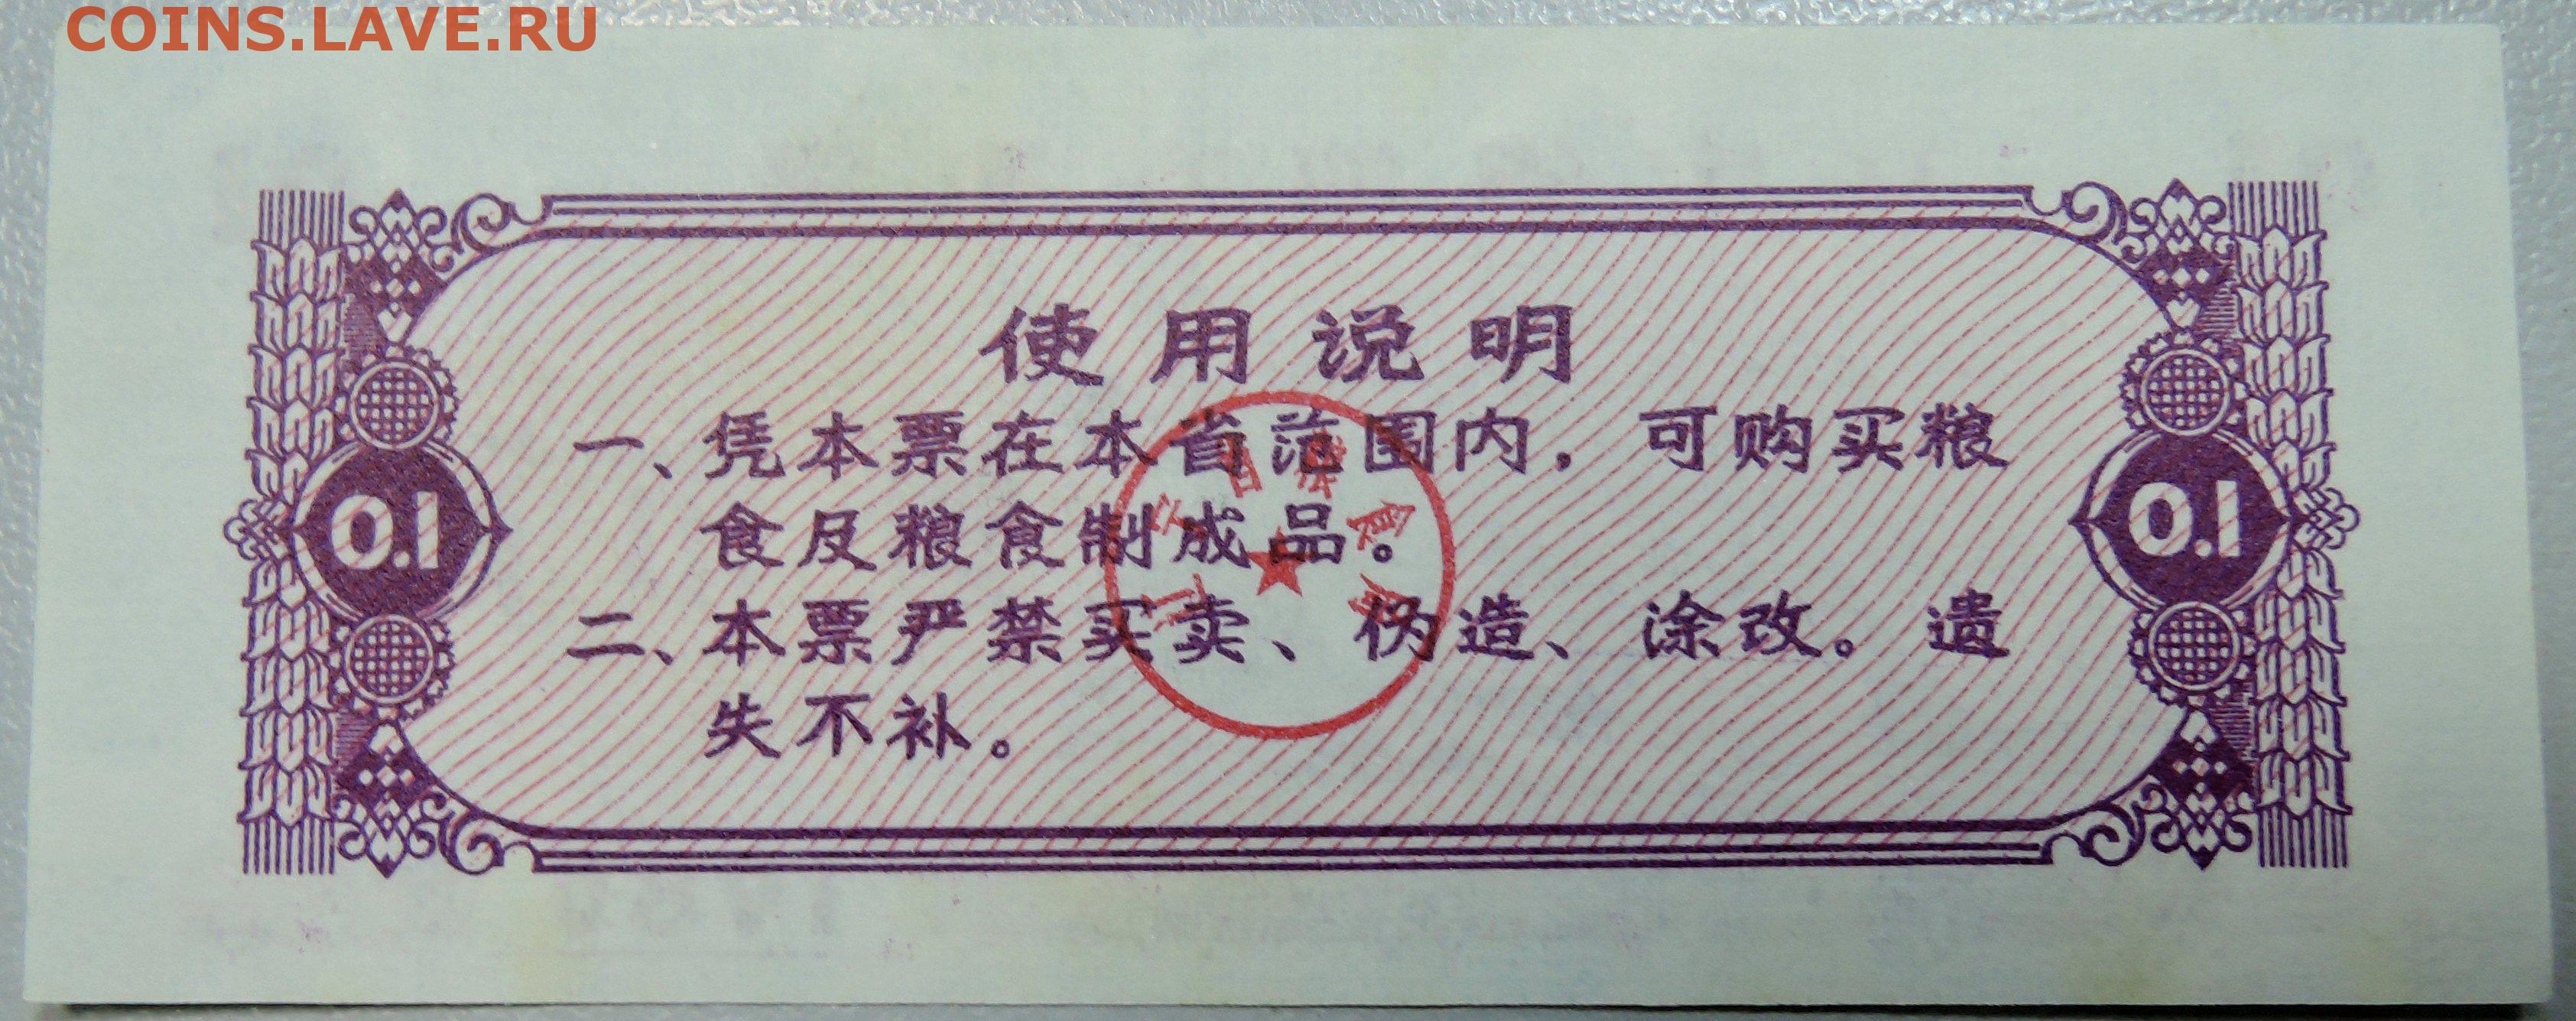 COINS.LAVE.RU
使用说明
一、凭本票在本省范围内，可购买粮
食及粮食制成品。
二、本票严禁买卖、伪造、涂改。遗
失不补。
0.1
0.1